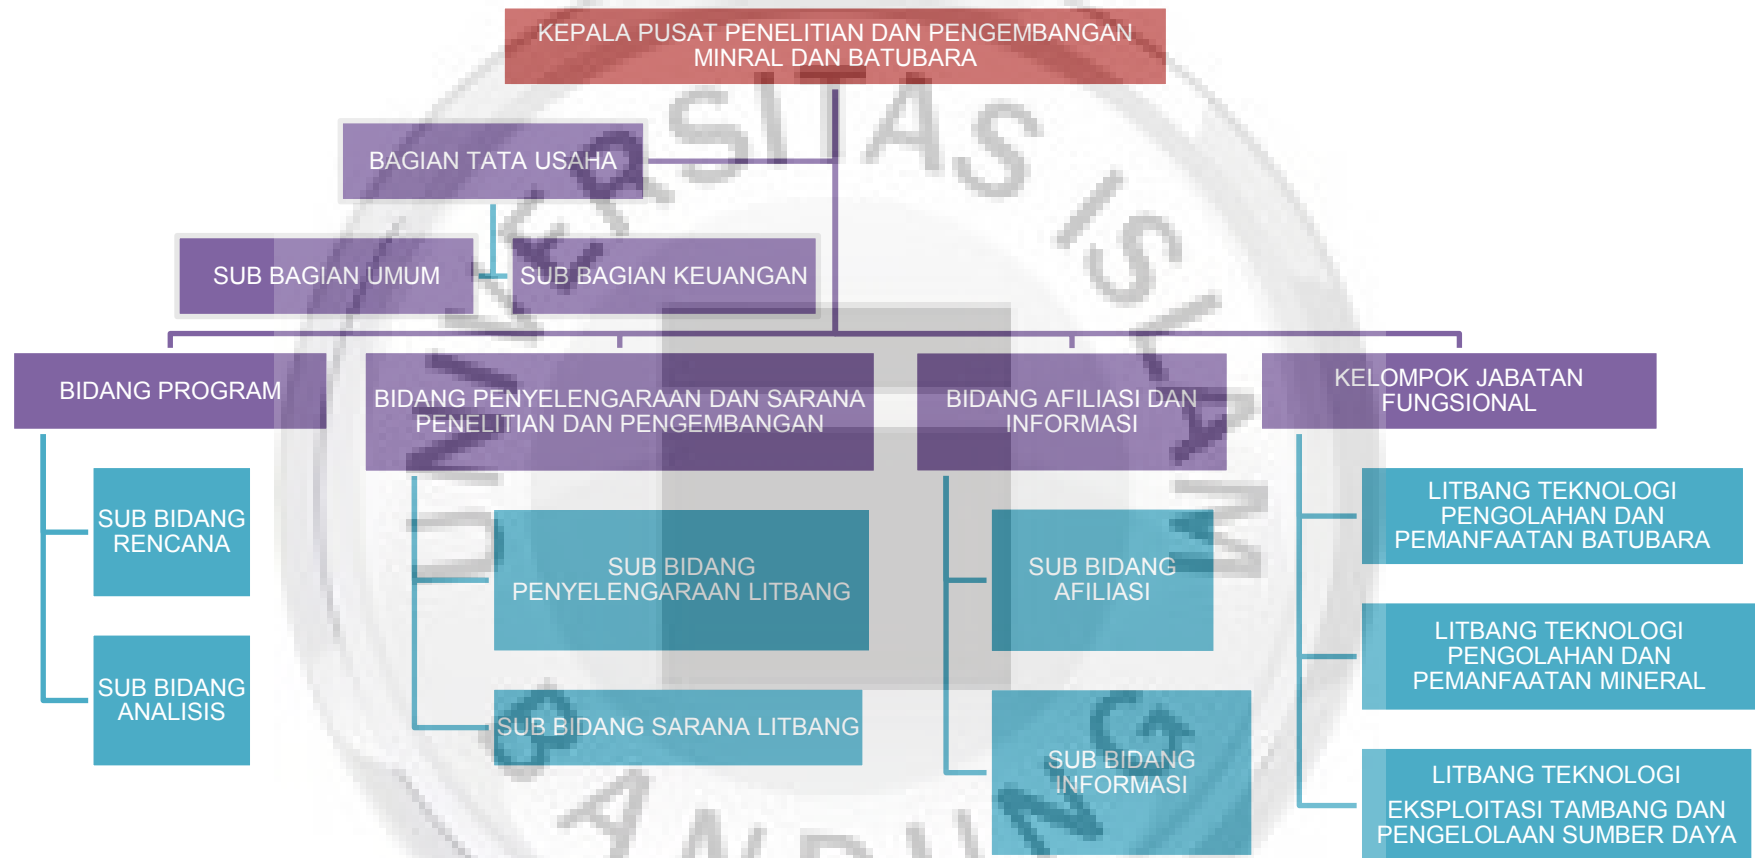 KEPALA PUSAT PENELITIAN DAN PENGEMBANGAN
MINRAL DAN BATUBARA
BAGIAN TATA USAHA
SUB BAGIAN UMUM
SUB BAGIAN KEUANGAN
BIDANG PROGRAM
BIDANG PENYELENGARAAN DAN SARANA
PENELITIAN DAN PENGEMBANGAN
BIDANG AFILIASI DAN
INFORMASI
KELOMPOK JABATAN
FUNGSIONAL
SUB BIDANG
RENCANA
SUB BIDANG
ANALISIS
SUB BIDANG
PENYELENGARAAN LITBANG
SUB BIDANG SARANA LITBANG
SUB BIDANG
AFILIASI
SUB BIDANG
INFORMASI
LITBANG TEKNOLOGI
PENGOLAHAN DAN
PEMANFAATAN BATUBARA
LITBANG TEKNOLOGI
PENGOLAHAN DAN
PEMANFAATAN MINERAL
LITBANG TEKNOLOGI
EKSPLOITASI TAMBANG DAN
PENGELOLAAN SUMBER DAYA
UNIVERSITAS ISLAM
BANDUNG